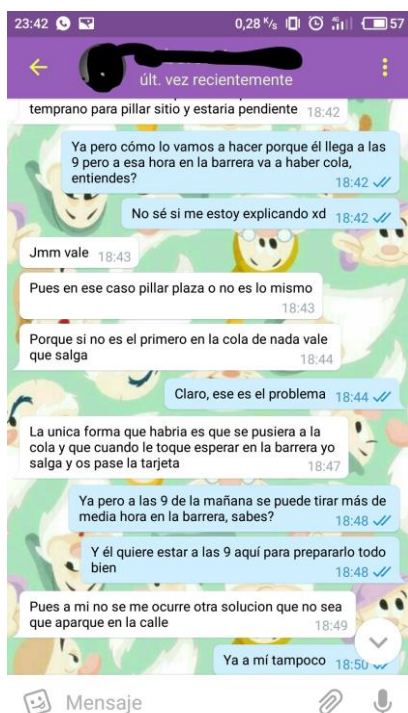 23:42 0,28 K/s 4G 57
últ. vez recientemente
temprano para pillar sitio y estaria pendiente 18:42
Ya pero cómo lo vamos a hacer porque él llega a las
9 pero a esa hora en la barrera va a haber cola,
entiendes?
18:42
No sé si me estoy explicando xd 18:42
Jmm vale 18:43
Pues en ese caso pillar plaza o no es lo mismo
18:43
Porque si no es el primero en la cola de nada vale
que salga 18:44
Claro, ese es el problema 18:44
La unica forma que habria es que se pusiera a la
cola y que cuando le toque esperar en la barrera yo
salga y os pase la tarjeta 18:47
Ya pero a las 9 de la mañana se puede tirar más de
media hora en la barrera, sabes? 18:48
Y él quiere estar a las 9 aquí para prepararlo todo
bien 18:48
Pues a mi no se me ocurre otra solucion que no sea
que aparque en la calle 18:49
Ya a mí tampoco 18:50
Mensaje